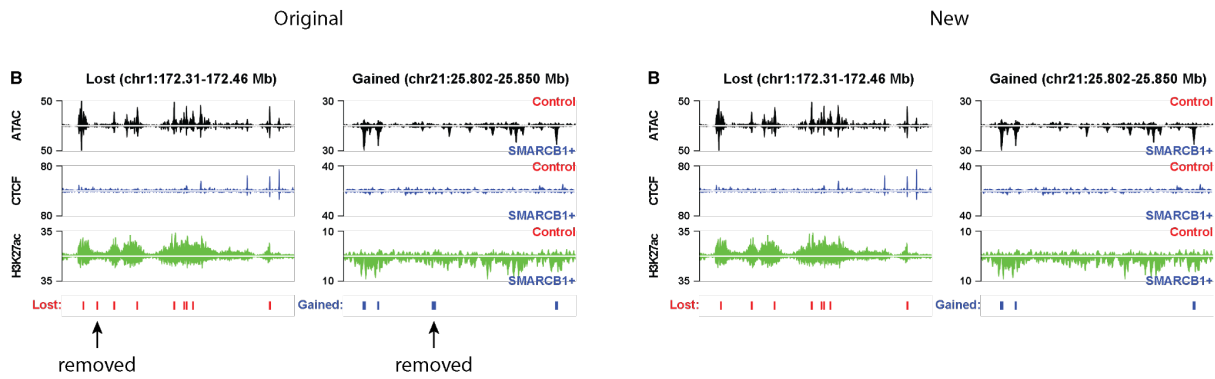 Original
New
B
Lost (chr1:172.31-172.46 Mb)
Gained (chr21:25.802-25.850 Mb)
ATAC
50
50
30
30
Control
SMARCB1+
CTCF
80
80
40
40
Control
SMARCB1+
H3K27ac
35
35
10
10
Control
SMARCB1+
Lost:
Gained:
removed
removed
B
Lost (chr1:172.31-172.46 Mb)
Gained (chr21:25.802-25.850 Mb)
ATAC
50
50
30
30
Control
SMARCB1+
CTCF
80
80
40
40
Control
SMARCB1+
H3K27ac
35
35
10
10
Control
SMARCB1+
Lost:
Gained: